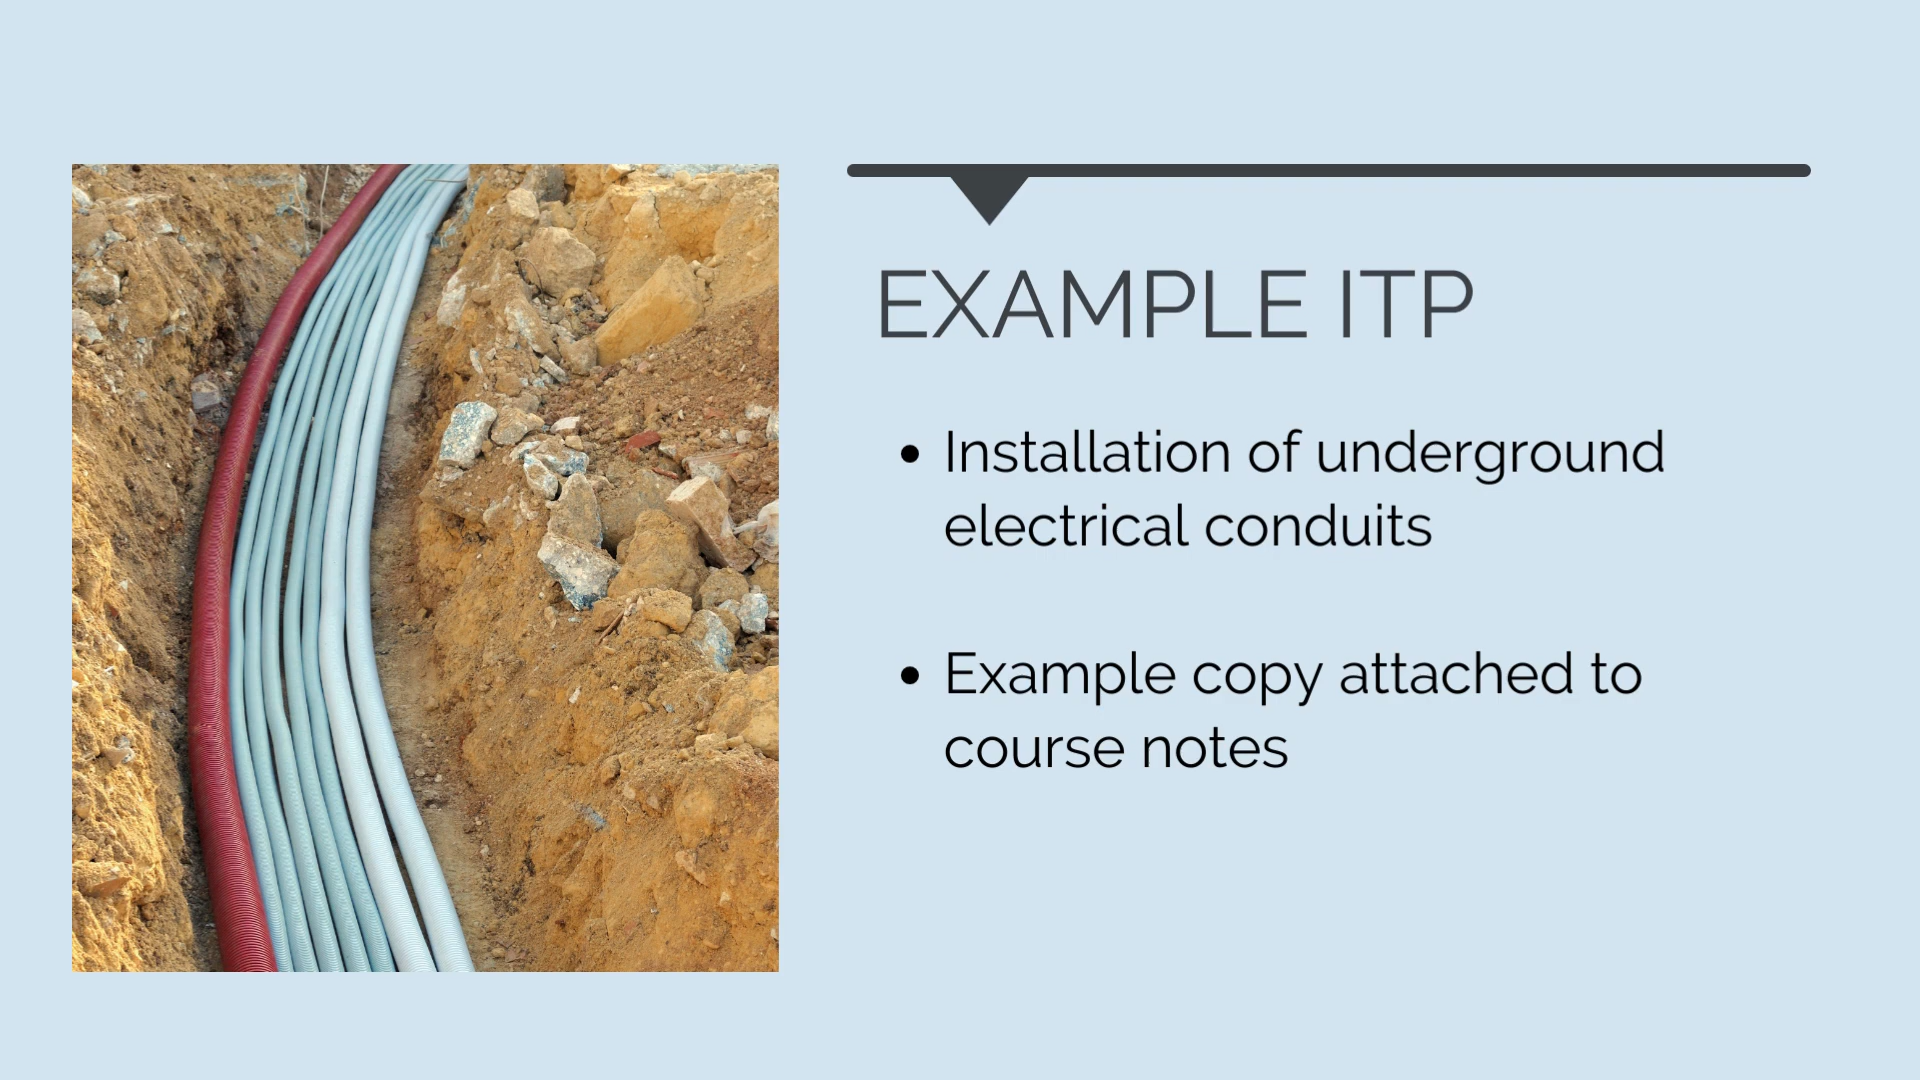 EXAMPLE ITP
• Installation of underground
electrical conduits
• Example copy attached to
course notes